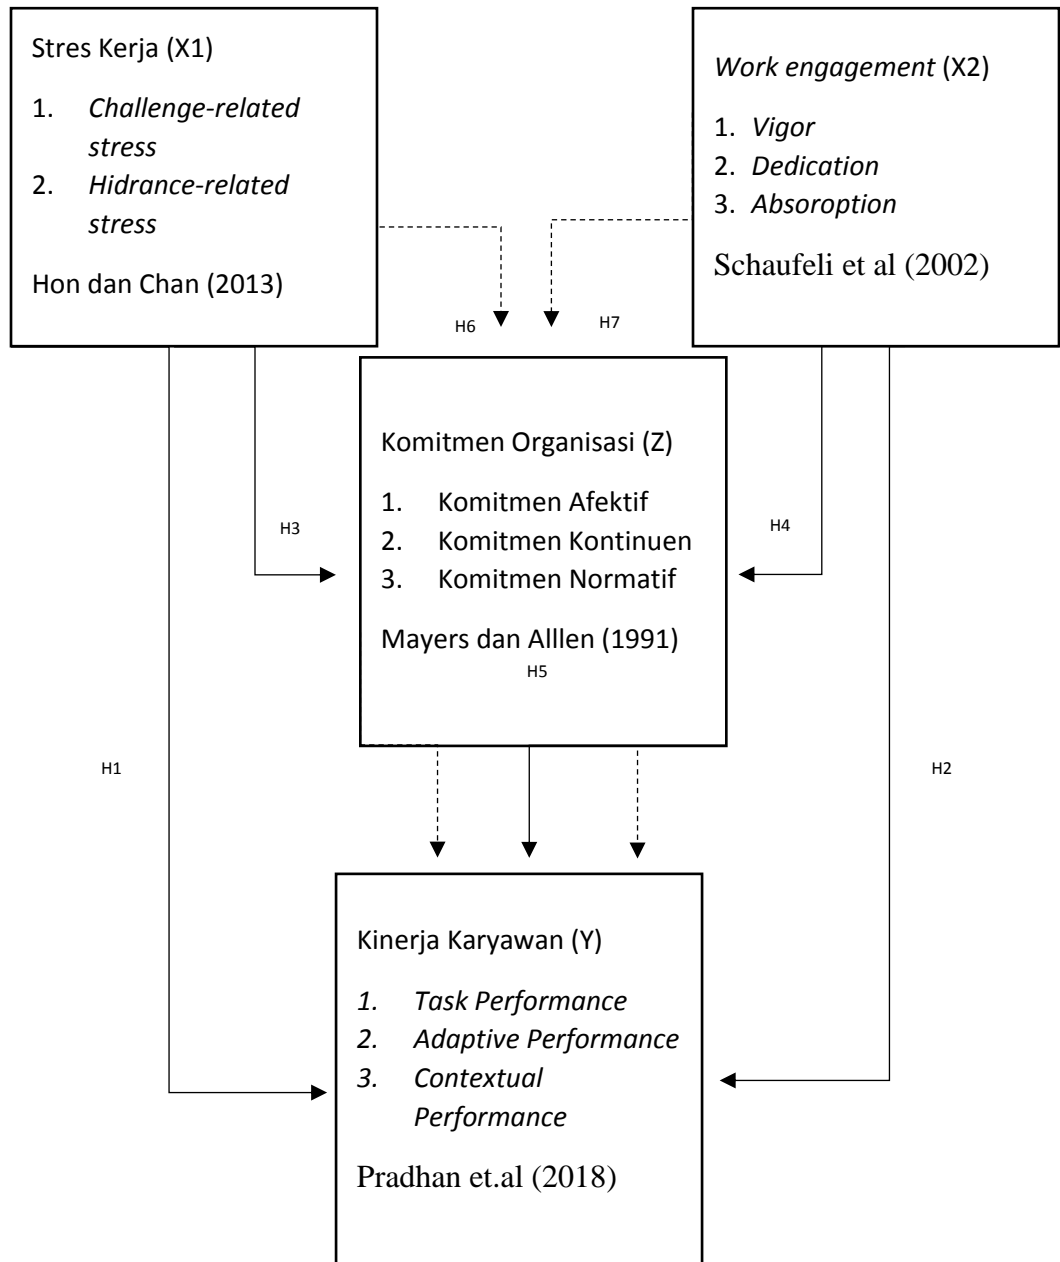 Stres Kerja (X1)
1. Challenge-related
stress
2. Hidrance-related
stress
Hon dan Chan (2013)
Work engagement (X2)
1. Vigor
2. Dedication
3. Absoroption
Schaufeli et al (2002)
H6
H7
Komitmen Organisasi (Z)
1. Komitmen Afektif
2. Komitmen Kontinuen
3. Komitmen Normatif
Mayers dan Alllen (1991)
H5
H3
H4
H1
H2
Kinerja Karyawan (Y)
1. Task Performance
2. Adaptive Performance
3. Contextual
Performance
Pradhan et.al (2018)